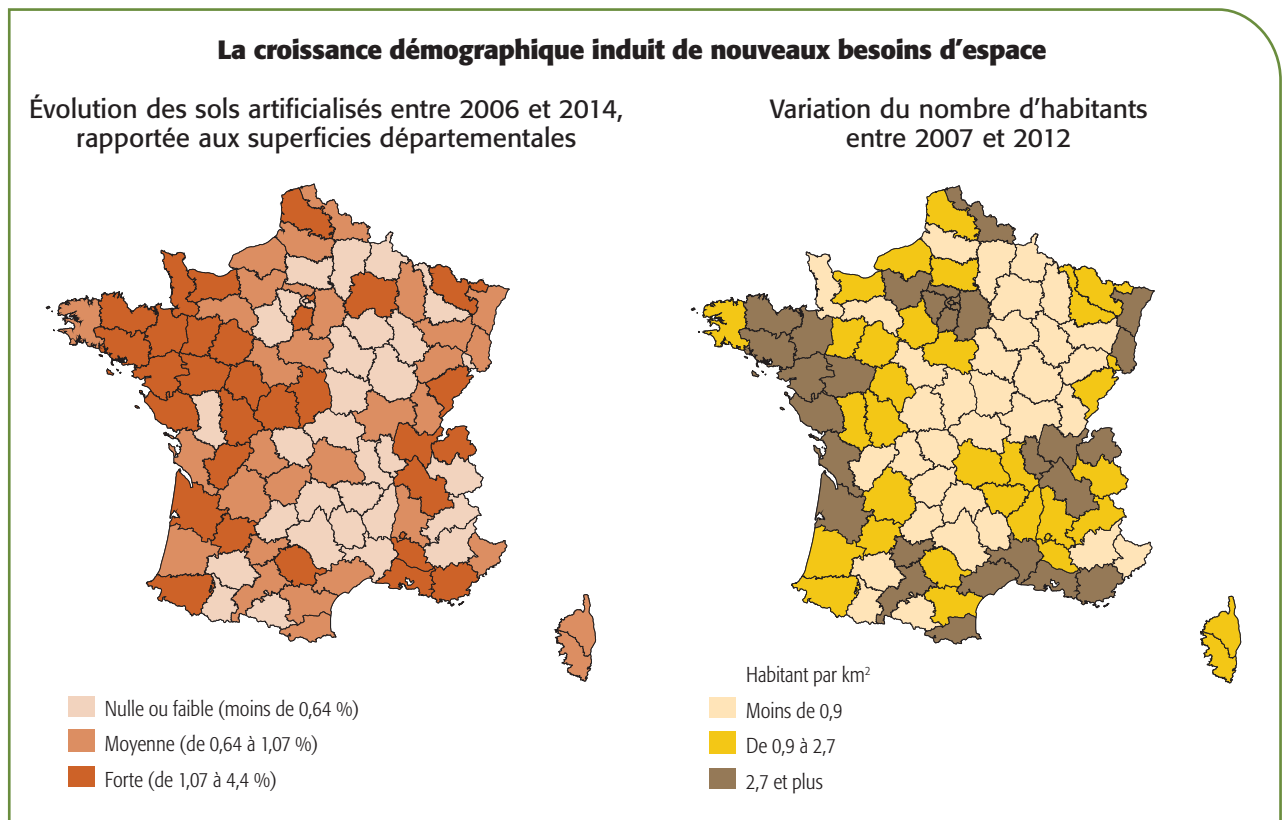 La croissance démographique induit de nouveaux besoins d'espace
Évolution des sols artificialisés entre 2006 et 2014,
rapportée aux superficies départementales
Nulle ou faible (moins de 0,64 %)
Moyenne (de 0,64 à 1,07 %)
Forte (de 1,07 à 4,4 %)
Variation du nombre d'habitants
entre 2007 et 2012
Habitant par km²
Moins de 0,9
De 0,9 à 2,7
2,7 et plus